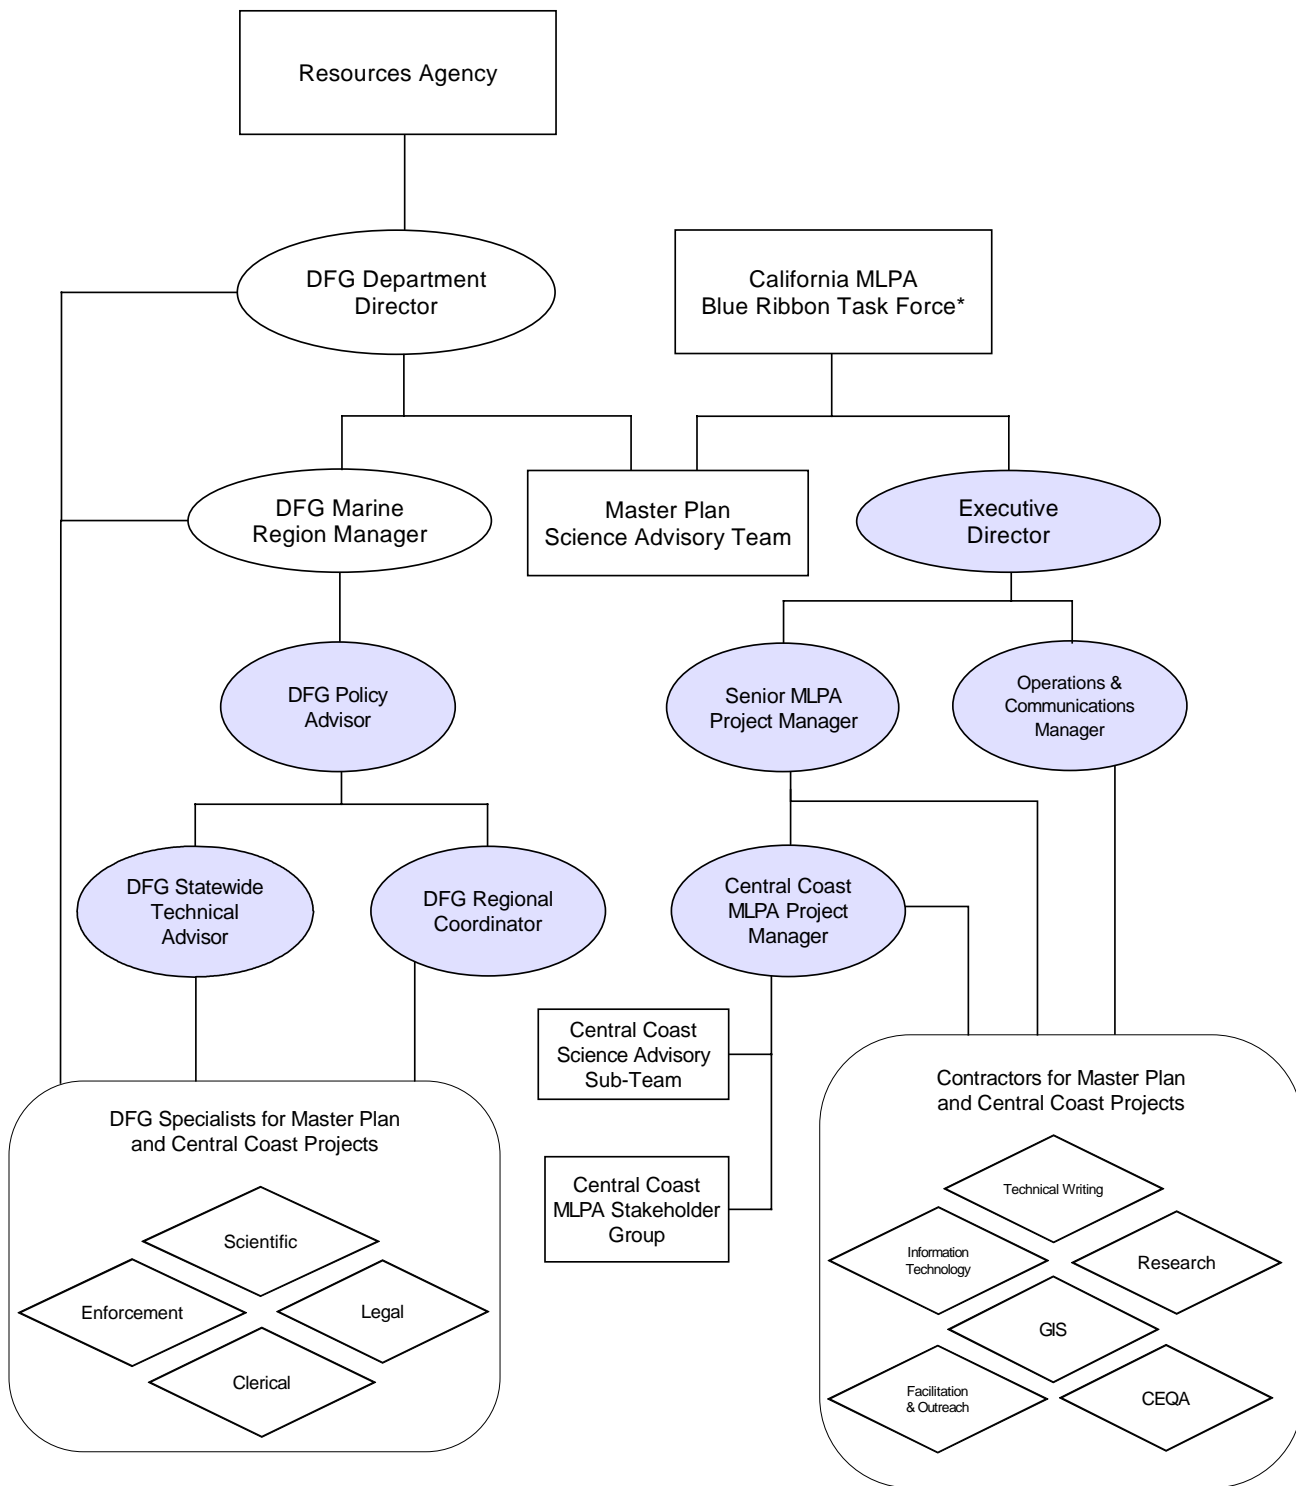 Resources Agency
DFG Department
Director
California MLPA
Blue Ribbon Task Force*
DFG Marine
Region Manager
Master Plan
Science Advisory Team
Executive
Director
DFG Policy
Advisor
Senior MLPA
Project Manager
Operations &
Communications
Manager
DFG Statewide
Technical
Advisor
DFG Regional
Coordinator
Central Coast
MLPA Project
Manager
Central Coast
Science Advisory
Sub-Team
Central Coast
MLPA Stakeholder
Group
DFG Specialists for Master Plan
and Central Coast Projects
Scientific
Enforcement
Legal
Clerical
Contractors for Master Plan
and Central Coast Projects
Technical Writing
Information
Technology
Research
GIS
Facilitation
& Outreach
CEQA